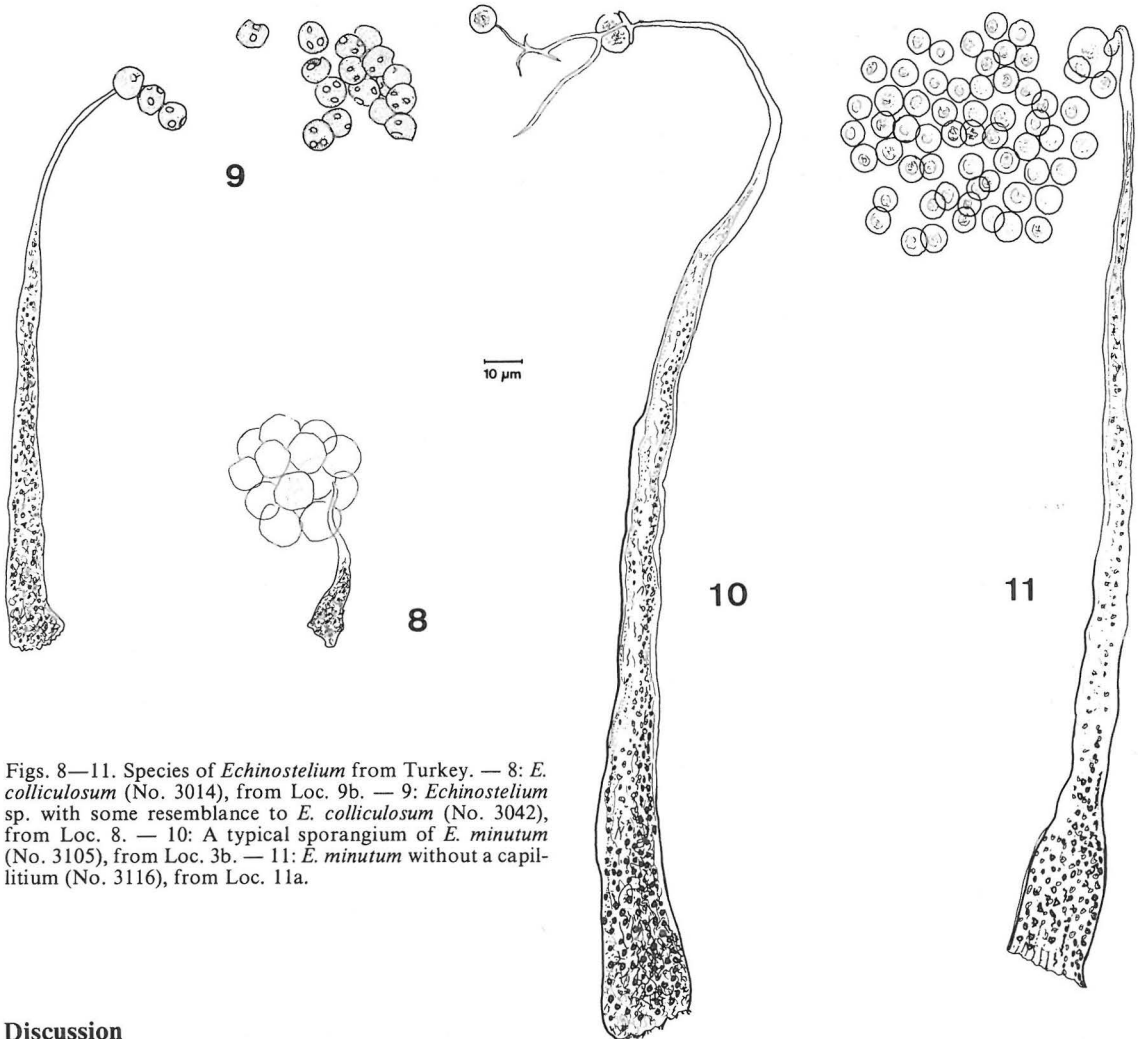 9
10 µm
8
10
11
Figs. 8—11. Species of Echinostelium from Turkey. — 8: E.
colliculosum (No. 3014), from Loc. 9b. — 9: Echinostelium
sp. with some resemblance to E. colliculosum (No. 3042),
from Loc. 8. — 10: A typical sporangium of E. minutum
(No. 3105), from Loc. 3b. — 11: E. minutum without a capil-
litium (No. 3116), from Loc. 11a.
Discussion